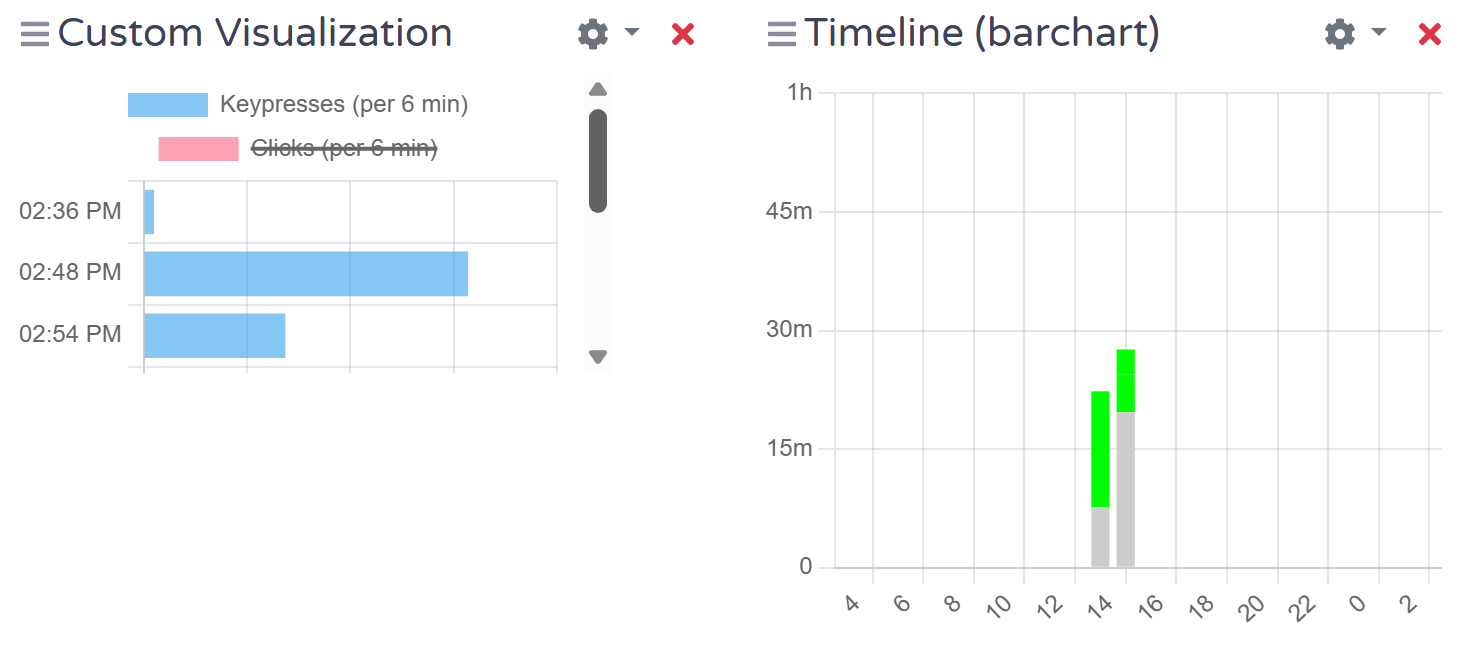 Custom Visualization
Keypresses (per 6 min)
Clicks (per 6 min)
02:36 PM
02:48 PM
02:54 PM
Timeline (barchart)
1h
45m
30m
15m
0
4 6 8 10 12 14 16 18 20 22 0 2